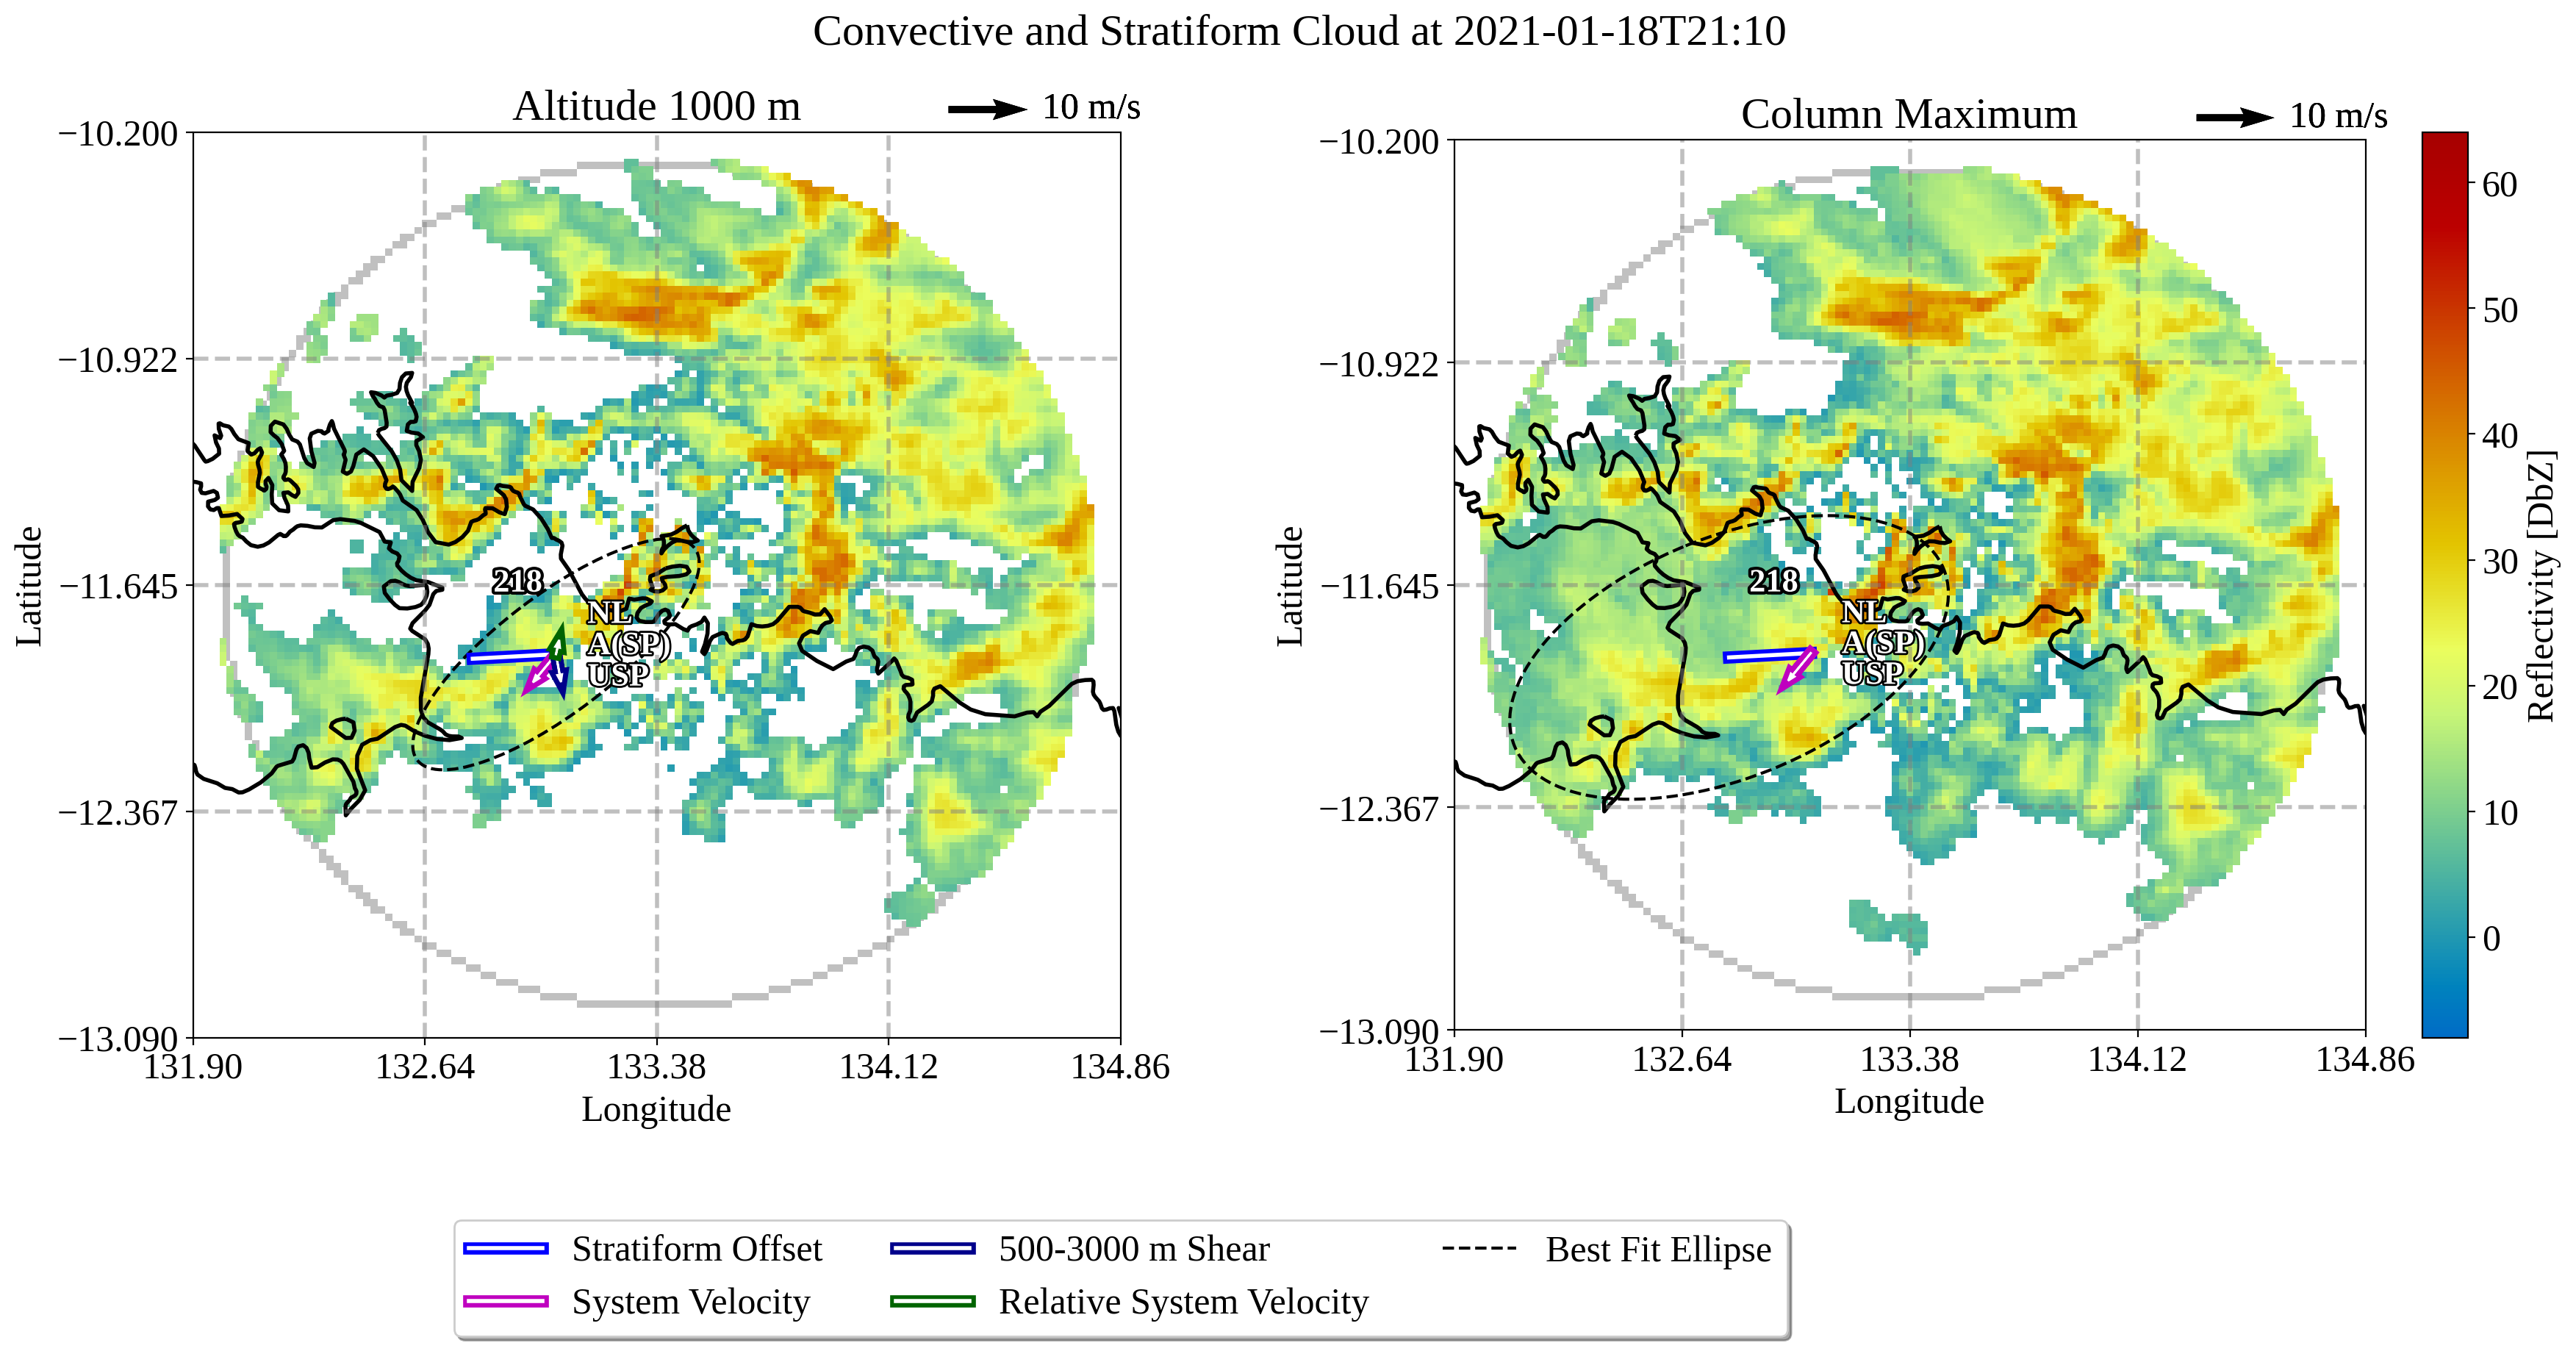 Convective and Stratiform Cloud at 2021-01-18T21:10
Altitude 1000 m
10 m/s
Latitude
−10.200
−10.922
−11.645
−12.367
−13.090
131.90
132.64
133.38
134.12
134.86
Longitude
218
NL
A(SP)
USP
Column Maximum
10 m/s
Latitude
−10.200
−10.922
−11.645
−12.367
−13.090
131.90
132.64
133.38
134.12
134.86
Longitude
218
NL
A(SP)
USP
60
50
40
30
20
10
0
Reflectivity [DbZ]
Stratiform Offset
System Velocity
500-3000 m Shear
Relative System Velocity
Best Fit Ellipse